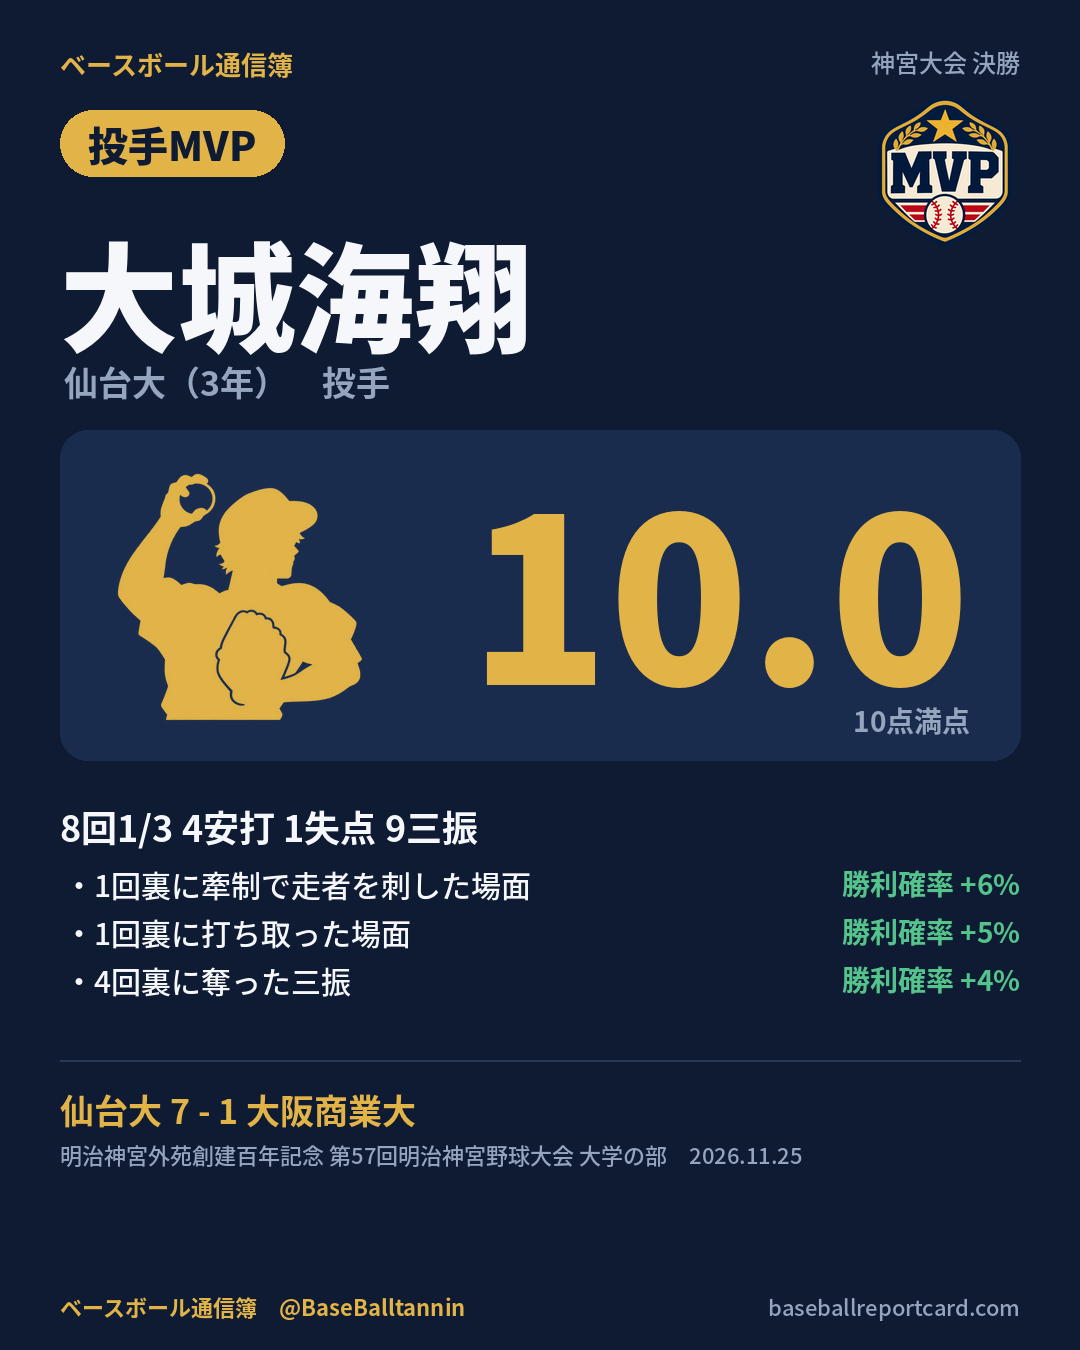 ベースボール通信簿
神宮大会 決勝
投手MVP
MVP
大城海翔
仙台大（3年）　投手
10.0
10点満点
8回1/3 4安打 1失点 9三振
・1回裏に牽制で走者を刺した場面 勝利確率 +6%
・1回裏に打ち取った場面 勝利確率 +5%
・4回裏に奪った三振 勝利確率 +4%
仙台大 7 - 1 大阪商業大
明治神宮外苑創建百年記念 第57回明治神宮野球大会 大学の部　2026.11.25
ベースボール通信簿　@BaseBalltannin
baseballreportcard.com